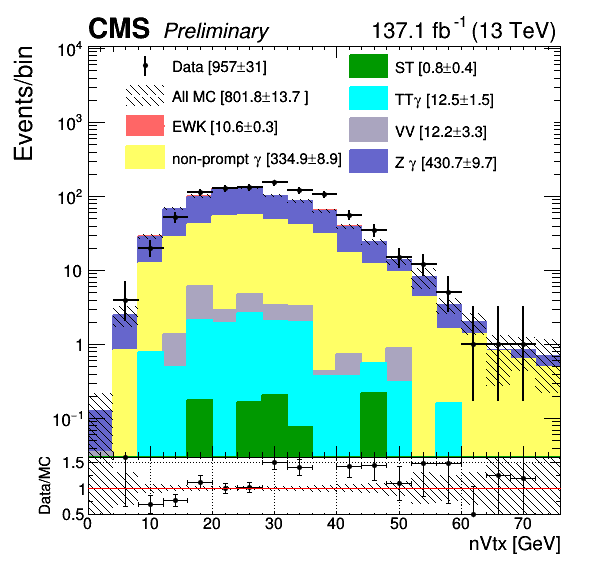 CMS Preliminary 137.1 fb⁻¹ (13 TeV)
Events/bin
10⁴
10³
10²
10
1
10⁻¹
Data [957±31]
All MC [801.8±13.7 ]
EWK [10.6±0.3]
non-prompt γ [334.9±8.9]
ST [0.8±0.4]
TTγ [12.5±1.5]
VV [12.2±3.3]
Z γ [430.7±9.7]
Data/MC
1.5
1
0.5
0 10 20 30 40 50 60 70
nVtx [GeV]